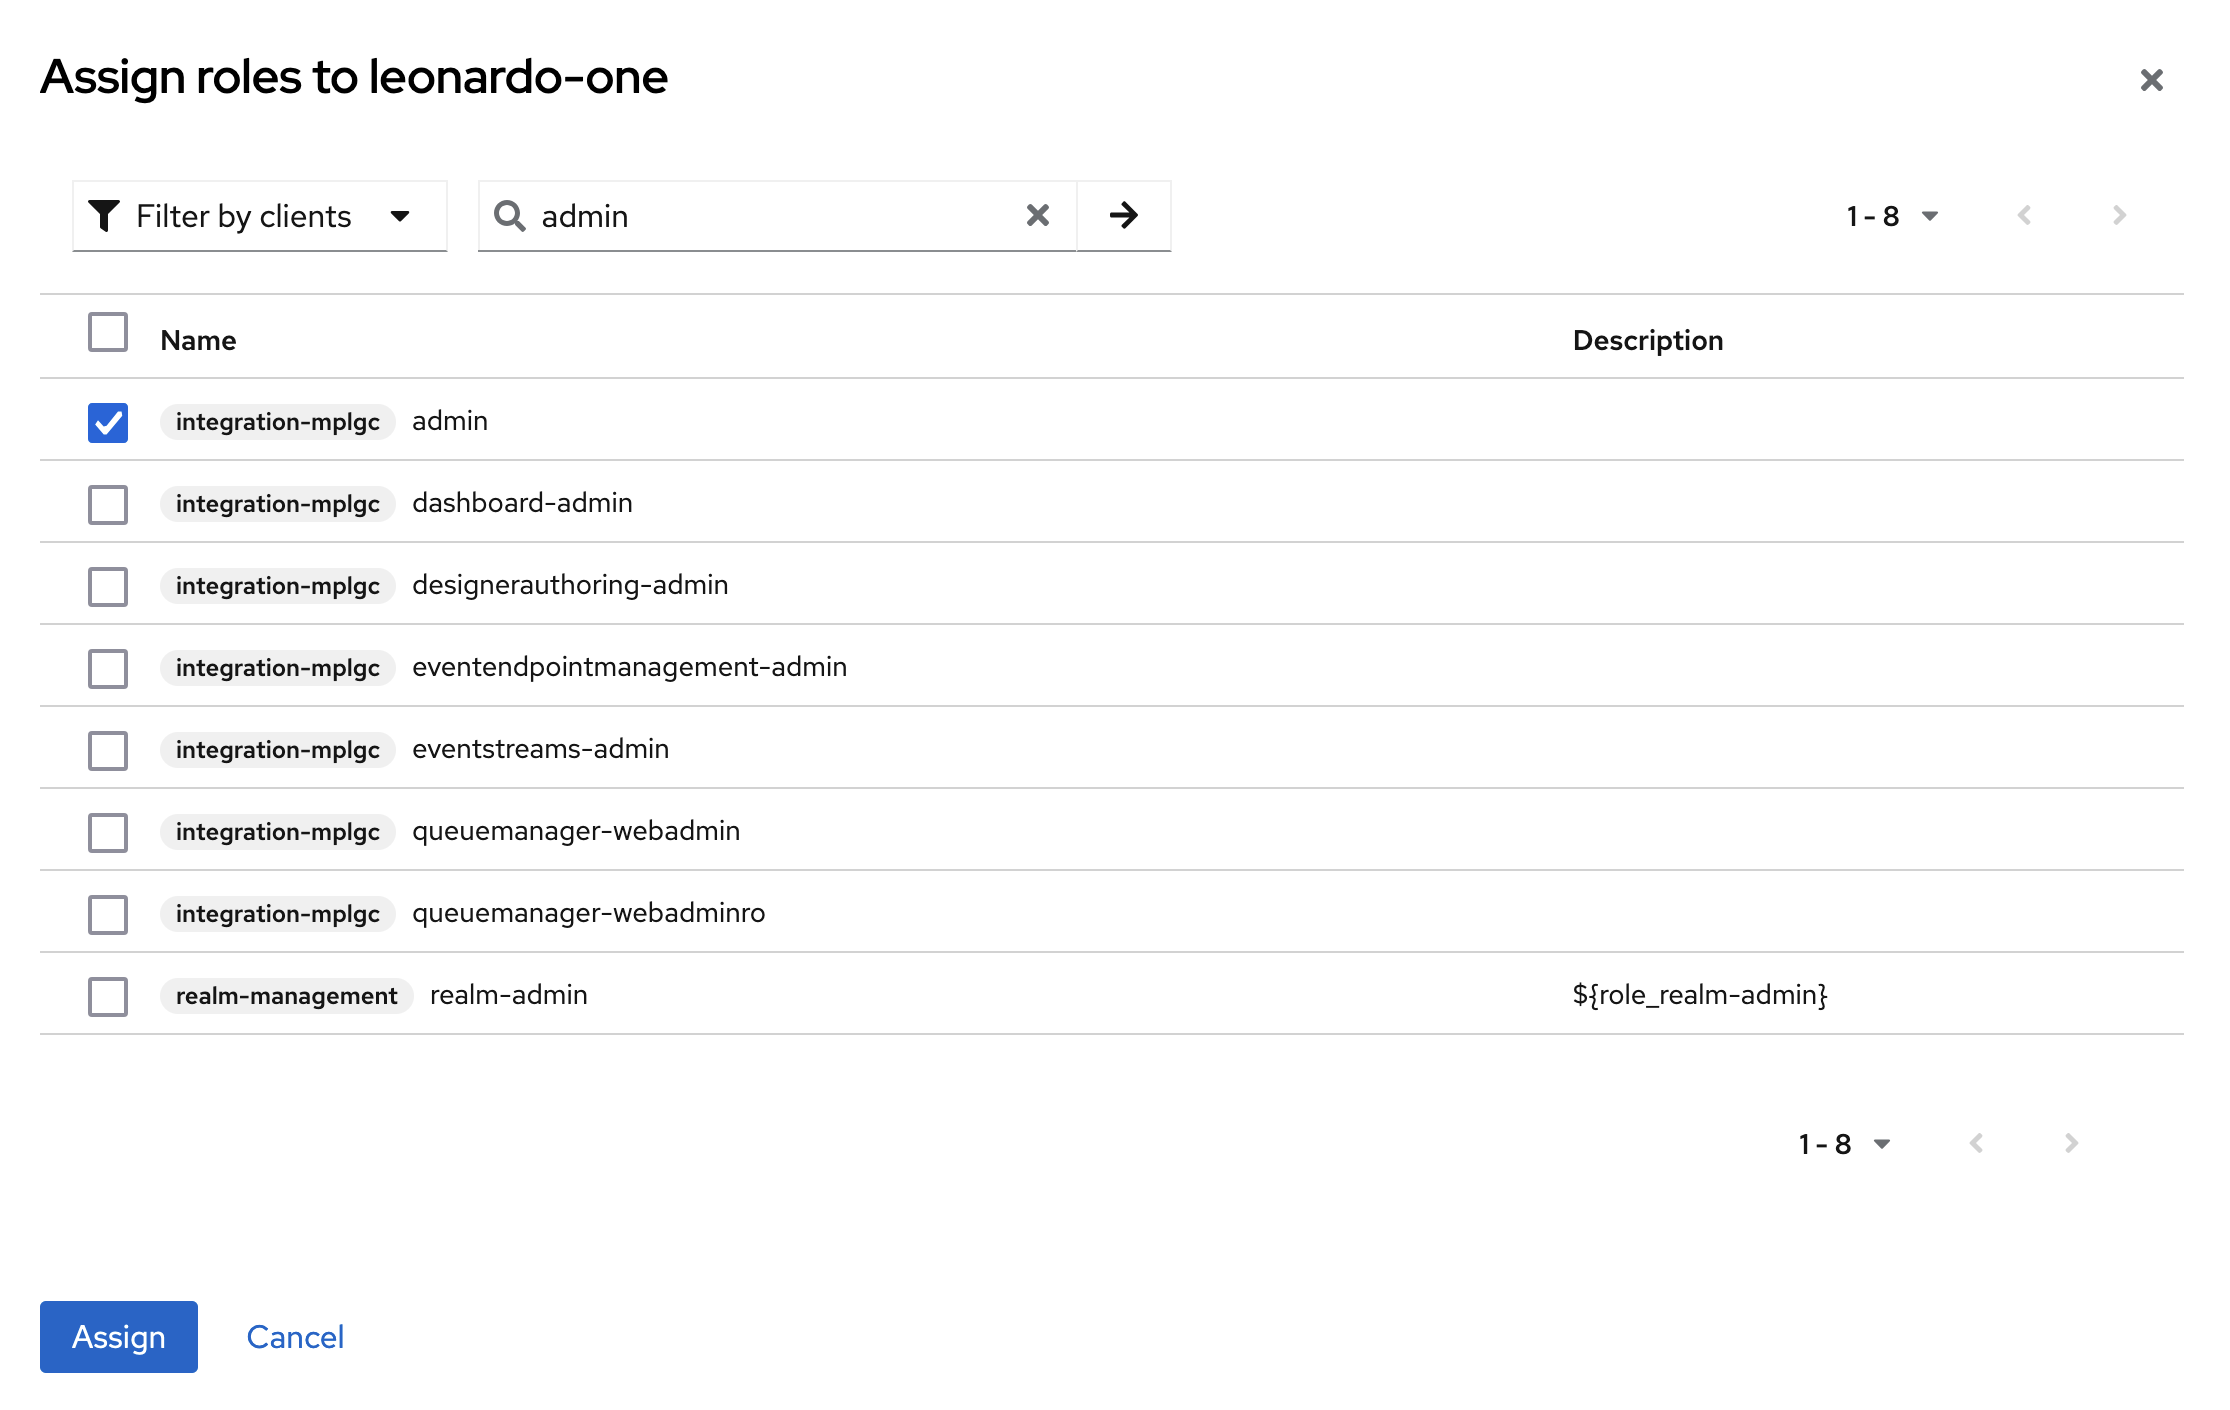 Assign roles to leonardo-one
Filter by clients
admin
1 - 8
Name Description
integration-mplgc admin
integration-mplgc dashboard-admin
integration-mplgc designerauthoring-admin
integration-mplgc eventendpointmanagement-admin
integration-mplgc eventstreams-admin
integration-mplgc queuemanager-webadmin
integration-mplgc queuemanager-webadminro
realm-management realm-admin ${role_realm-admin}
1 - 8
Assign Cancel